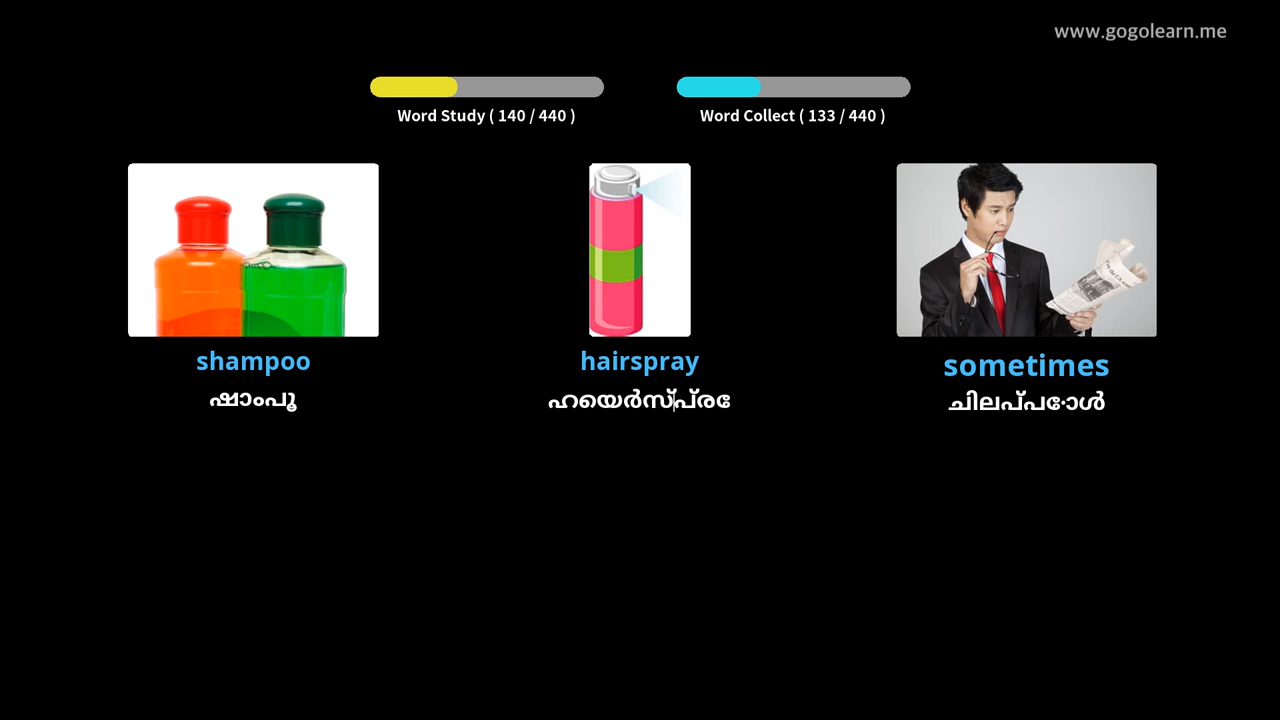 www.gogolearn.me
Word Study ( 140 / 440 )
Word Collect ( 133 / 440 )
shampoo
hairspray
sometimes
ഷാംപൂ
ഹയെർസ്പ്രേ
ചിലപ്പോൾ